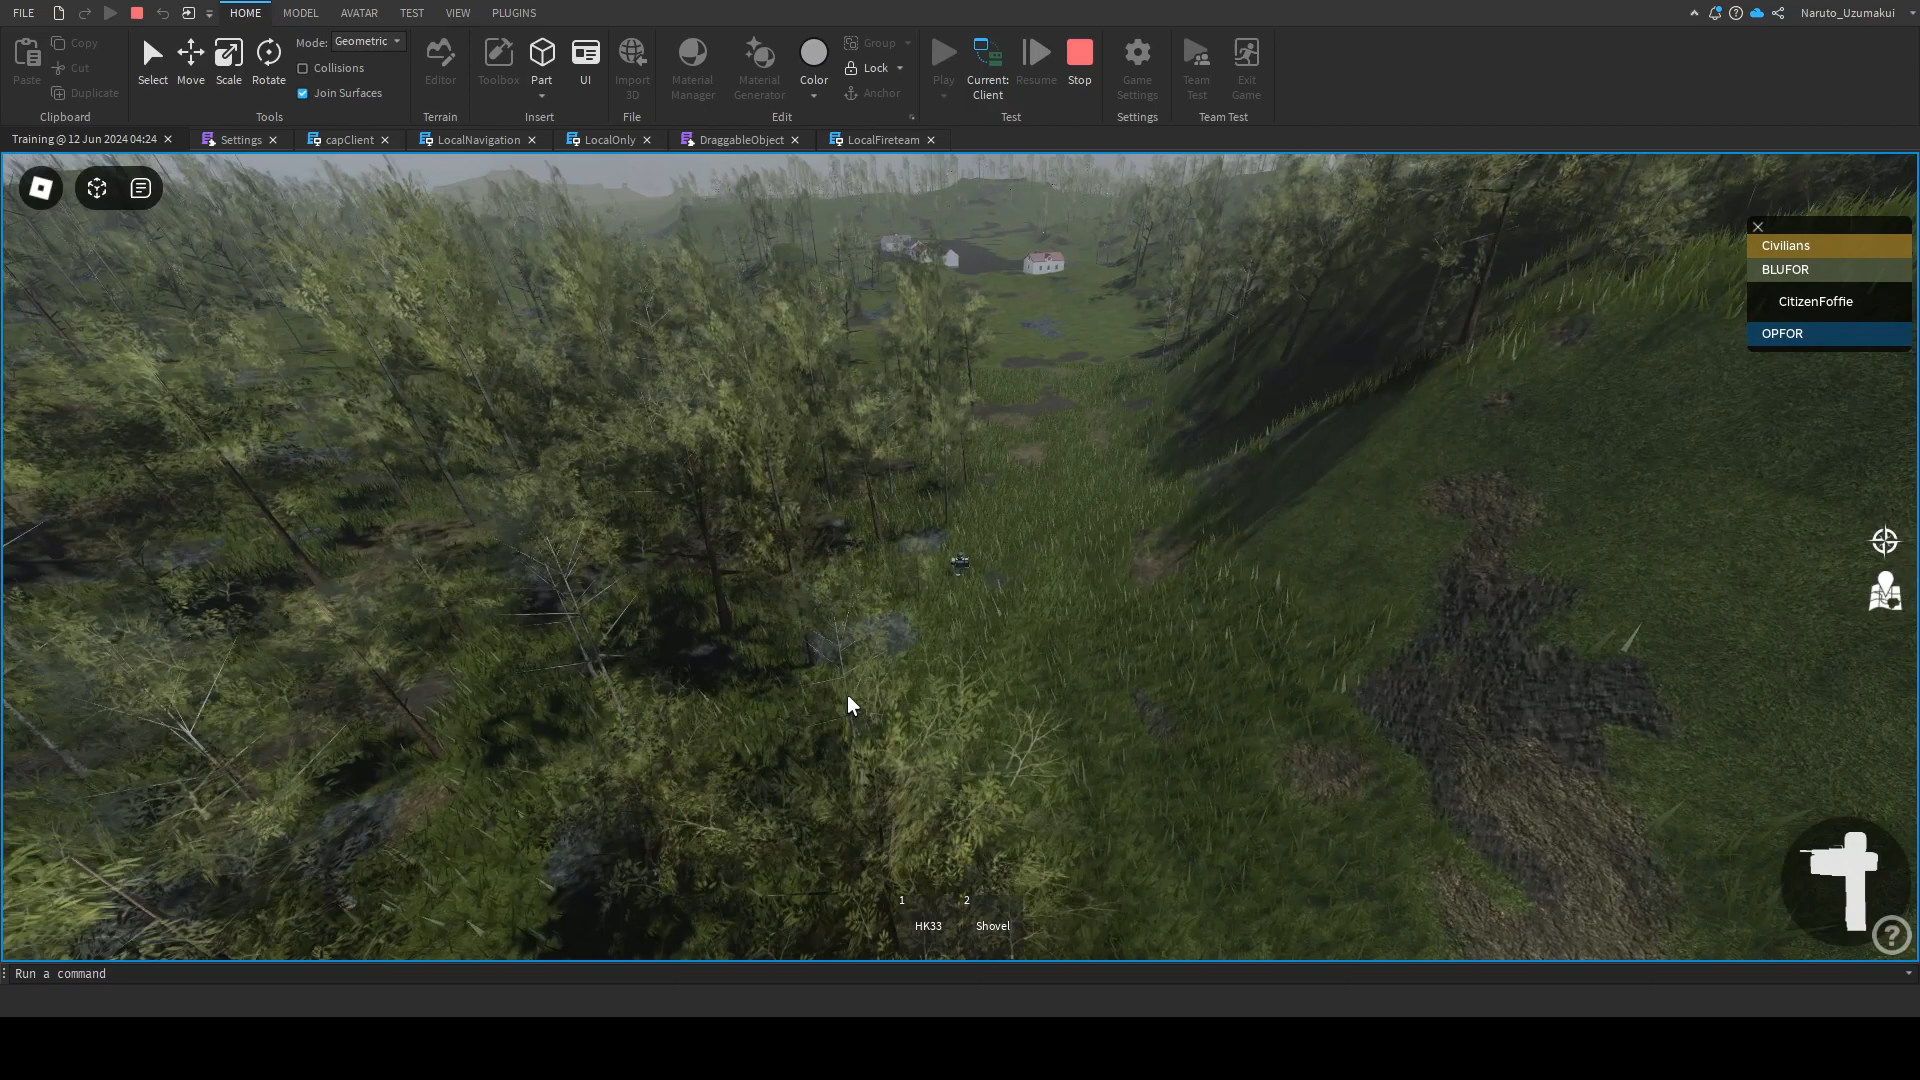 FILE HOME MODEL AVATAR TEST VIEW PLUGINS Naruto_Uzumakui
Paste Copy Cut Duplicate Clipboard
Select Move Scale Rotate Mode: Geometric Collisions Join Surfaces Tools
Editor Terrain
Toolbox Part UI Insert
Import 3D File
Material Manager Material Generator Color Group Lock Anchor Edit
Play Current: Client Resume Stop Test
Game Settings Settings
Team Test Exit Game Team Test
Training @ 12 Jun 2024 04:24 Settings capClient LocalNavigation LocalOnly DraggableObject LocalFireteam
Civilians
BLUFOR
CitizenFoffie
OPFOR
1 2
HK33 Shovel
?
Run a command